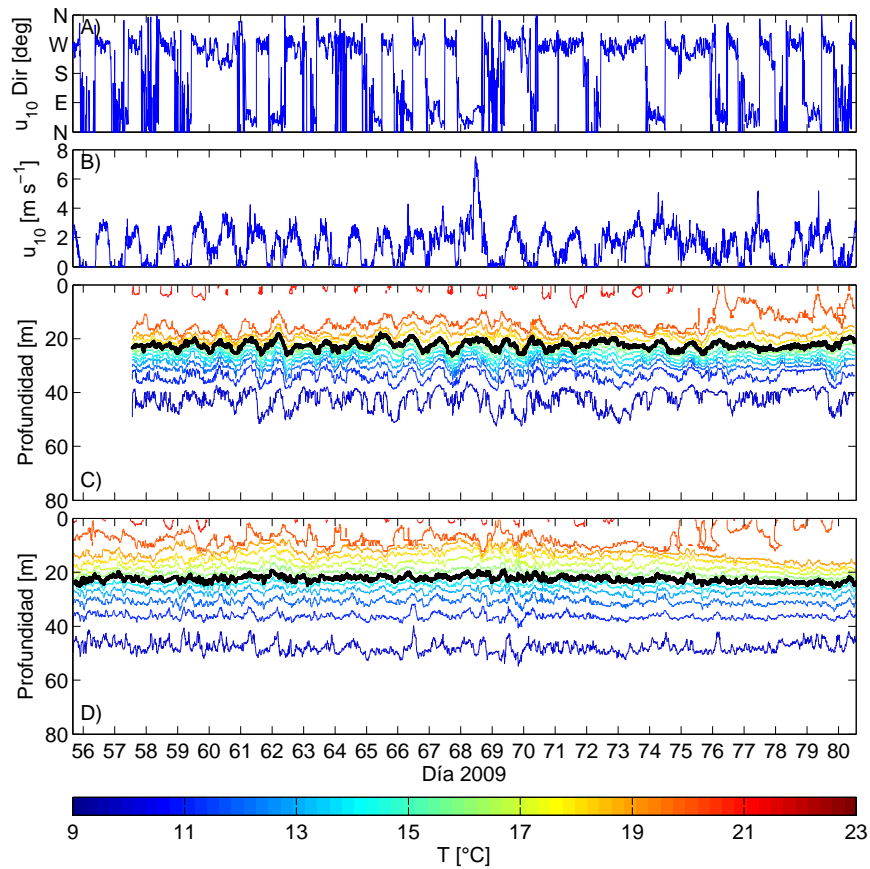 A)
N
W
S
E
N
u10 Dir [deg]
B)
8
6
4
2
0
u10 [m s−1]
0
20
40
60
80
Profundidad [m]
C)
0
20
40
60
80
Profundidad [m]
D)
56 57 58 59 60 61 62 63 64 65 66 67 68 69 70 71 72 73 74 75 76 77 78 79 80
Día 2009
9 11 13 15 17 19 21 23
T [°C]